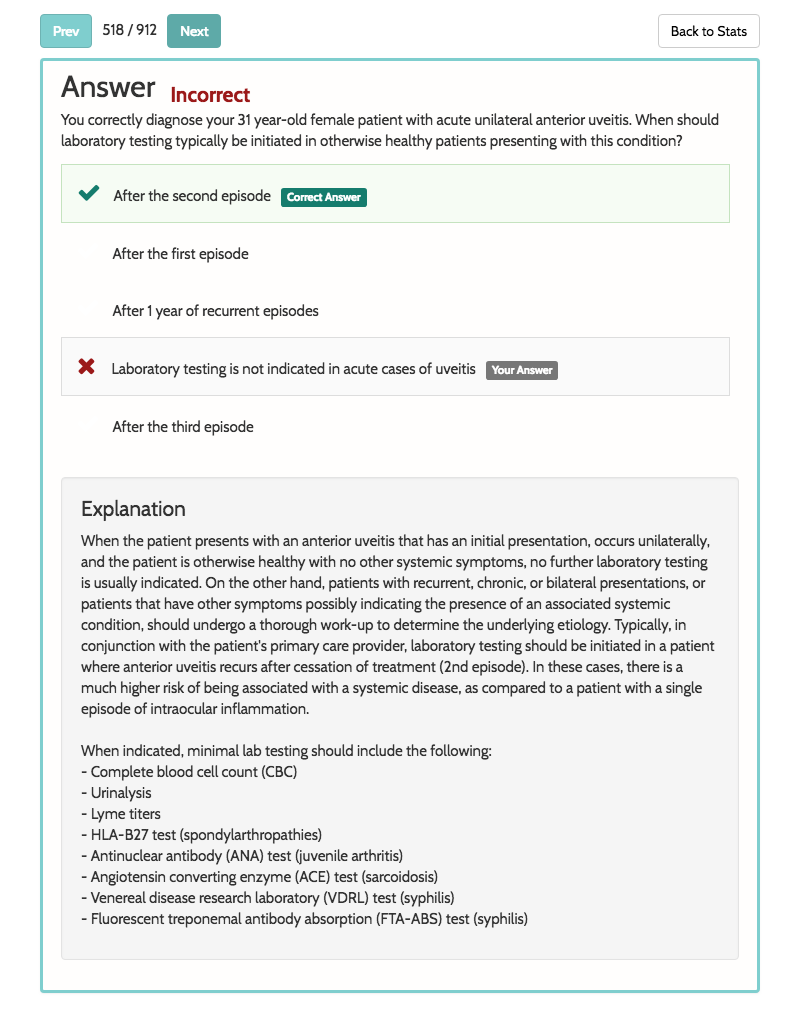 Prev 518 / 912 Next Back to Stats
Answer Incorrect
You correctly diagnose your 31 year-old female patient with acute unilateral anterior uveitis. When should
laboratory testing typically be initiated in otherwise healthy patients presenting with this condition?
After the second episode Correct Answer
After the first episode
After 1 year of recurrent episodes
Laboratory testing is not indicated in acute cases of uveitis Your Answer
After the third episode
Explanation
When the patient presents with an anterior uveitis that has an initial presentation, occurs unilaterally,
and the patient is otherwise healthy with no other systemic symptoms, no further laboratory testing
is usually indicated. On the other hand, patients with recurrent, chronic, or bilateral presentations, or
patients that have other symptoms possibly indicating the presence of an associated systemic
condition, should undergo a thorough work-up to determine the underlying etiology. Typically, in
conjunction with the patient's primary care provider, laboratory testing should be initiated in a patient
where anterior uveitis recurs after cessation of treatment (2nd episode). In these cases, there is a
much higher risk of being associated with a systemic disease, as compared to a patient with a single
episode of intraocular inflammation.
When indicated, minimal lab testing should include the following:
- Complete blood cell count (CBC)
- Urinalysis
- Lyme titers
- HLA-B27 test (spondylarthropathies)
- Antinuclear antibody (ANA) test (juvenile arthritis)
- Angiotensin converting enzyme (ACE) test (sarcoidosis)
- Venereal disease research laboratory (VDRL) test (syphilis)
- Fluorescent treponemal antibody absorption (FTA-ABS) test (syphilis)